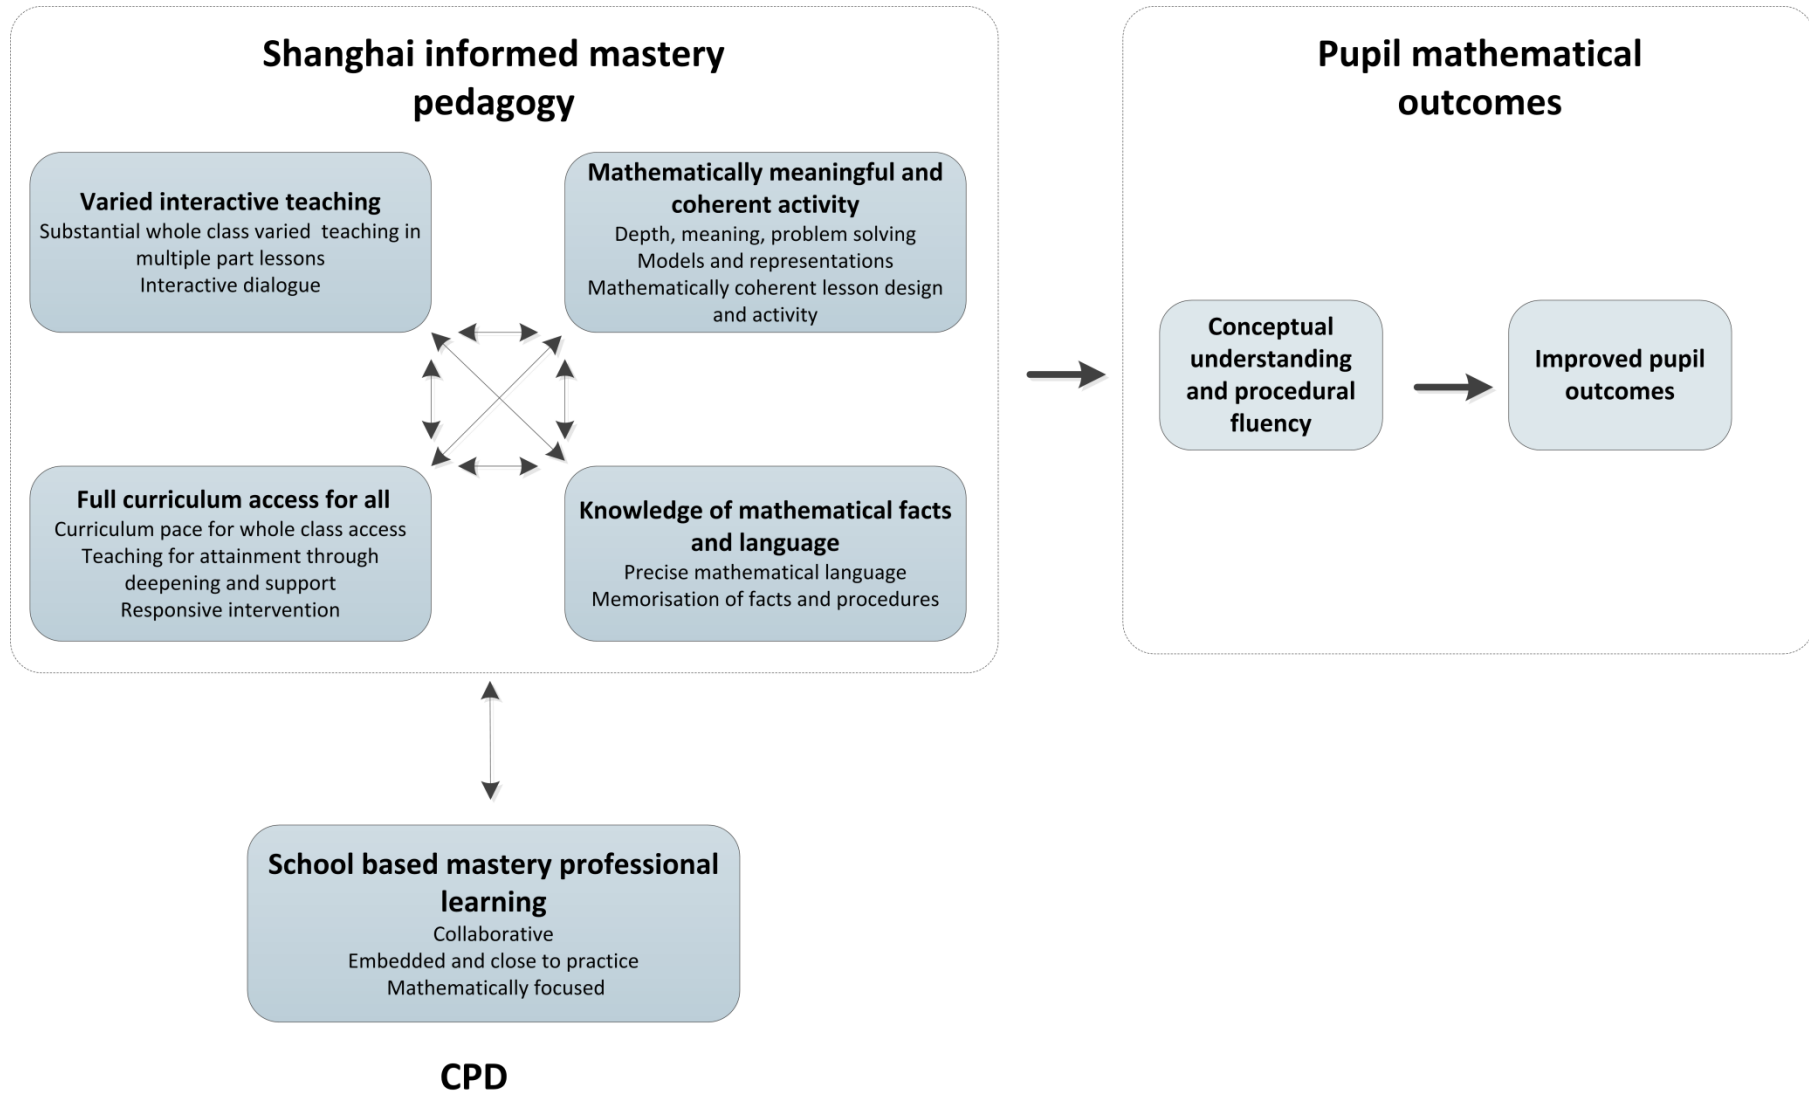 Shanghai informed mastery
pedagogy
Varied interactive teaching
Substantial whole class varied teaching in
multiple part lessons
Interactive dialogue
Mathematically meaningful and
coherent activity
Depth, meaning, problem solving
Models and representations
Mathematically coherent lesson design
and activity
Full curriculum access for all
Curriculum pace for whole class access
Teaching for attainment through
deepening and support
Responsive intervention
Knowledge of mathematical facts
and language
Precise mathematical language
Memorisation of facts and procedures
Pupil mathematical
outcomes
Conceptual
understanding
and procedural
fluency
Improved pupil
outcomes
School based mastery professional
learning
Collaborative
Embedded and close to practice
Mathematically focused
CPD